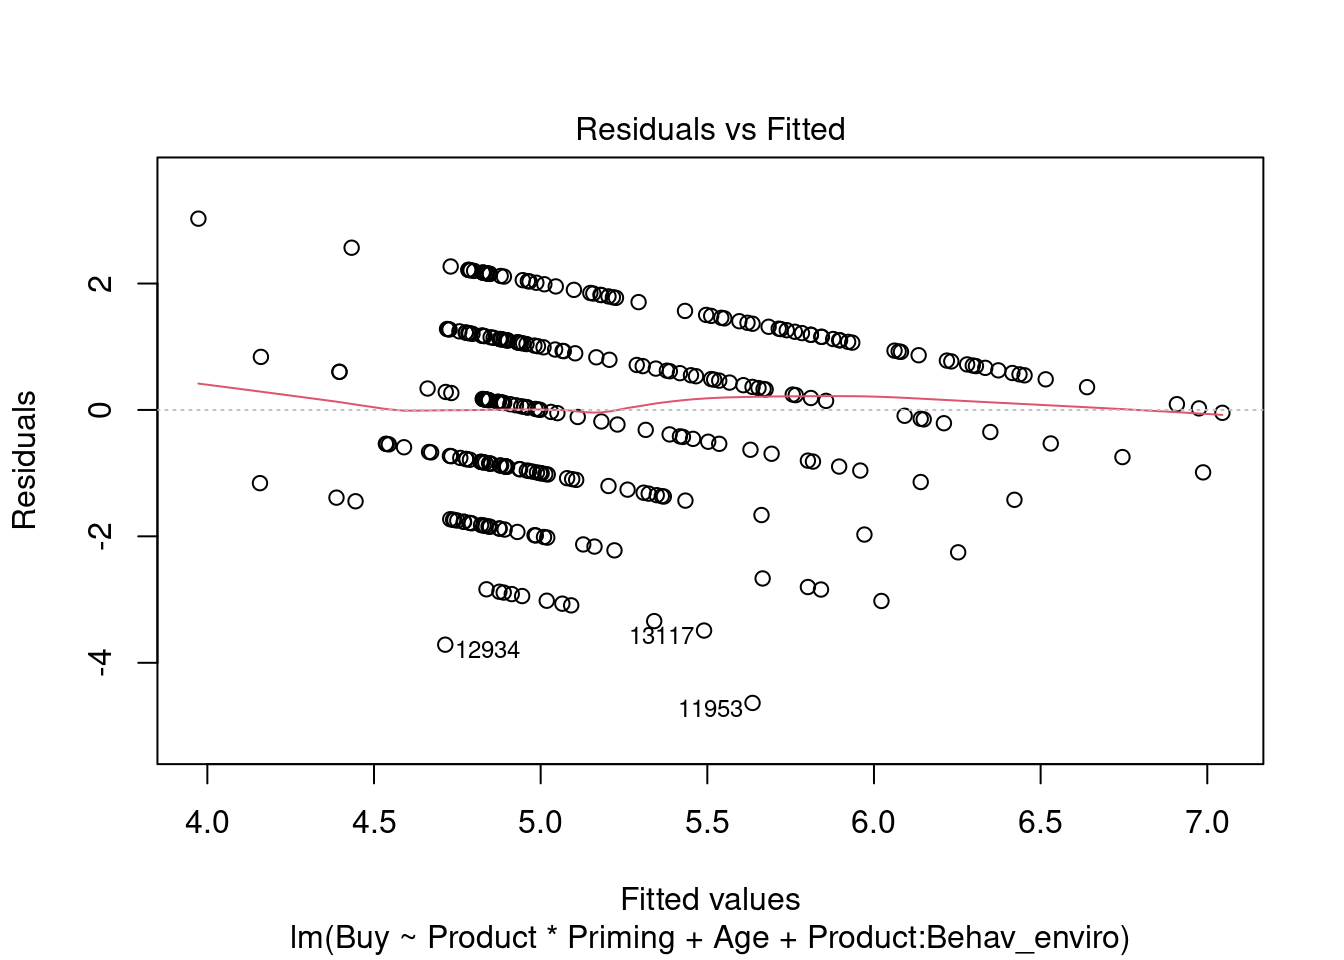 Residuals vs Fitted
Residuals
2
0
-2
-4
12934
13117
11953
4.0 4.5 5.0 5.5 6.0 6.5 7.0
Fitted values
lm(Buy ~ Product * Priming + Age + Product:Behav_enviro)